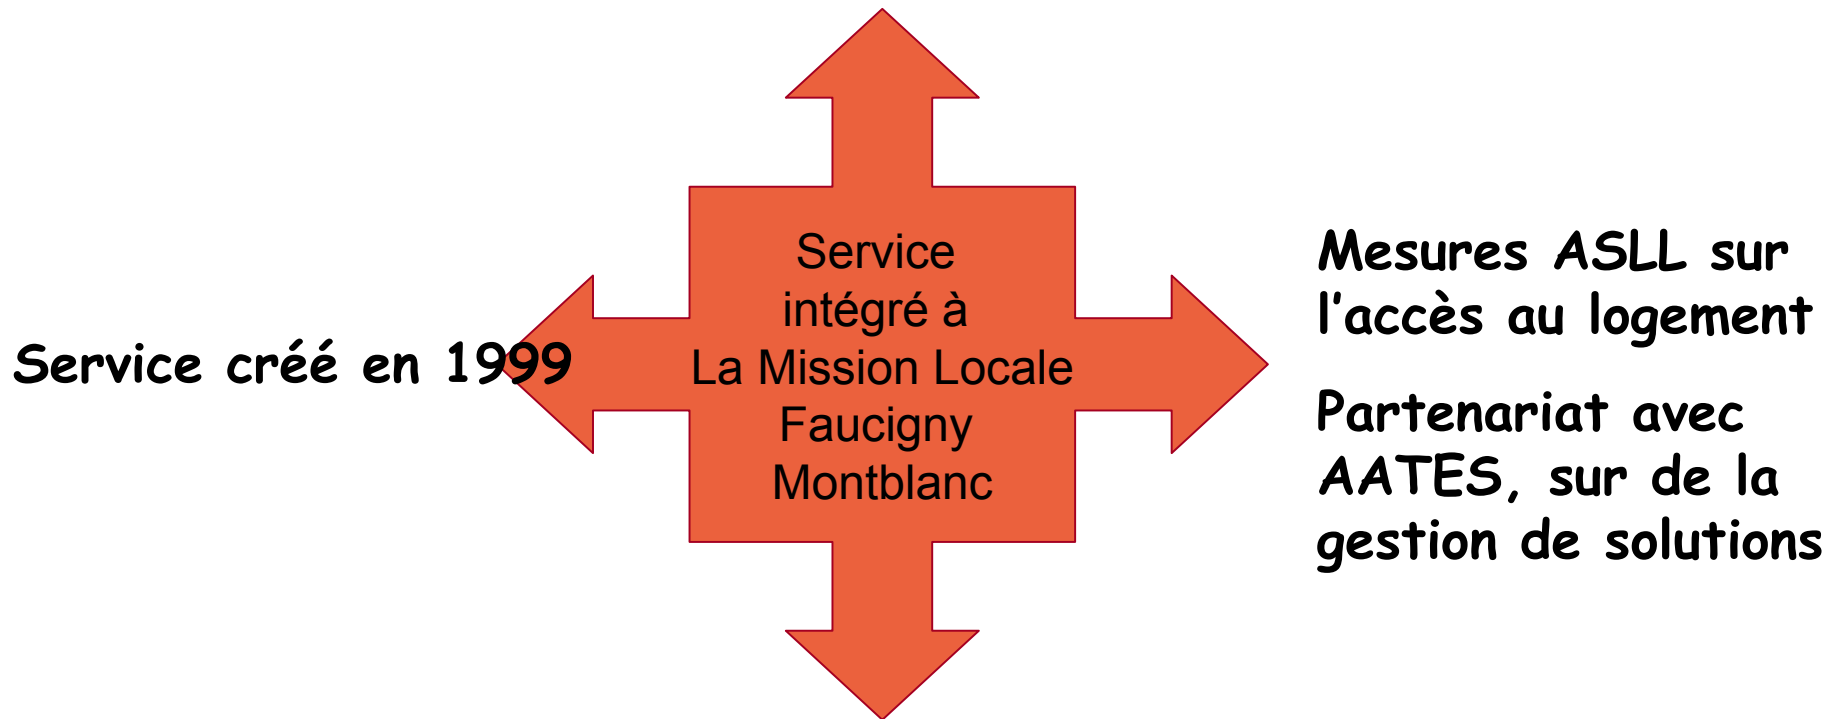 Service créé en 1999
Service
intégré à
La Mission Locale
Faucigny
Montblanc
Mesures ASLL sur
l’accès au logement
Partenariat avec
AATES, sur de la
gestion de solutions